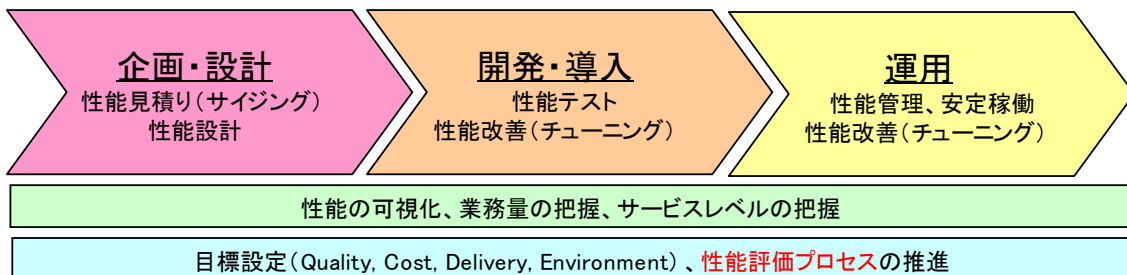 企画・設計
性能見積り(サイジング)
性能設計
開発・導入
性能テスト
性能改善(チューニング)
運用
性能管理、安定稼働
性能改善(チューニング)
性能の可視化、業務量の把握、サービスレベルの把握
目標設定(Quality, Cost, Delivery, Environment) 、性能評価プロセスの推進